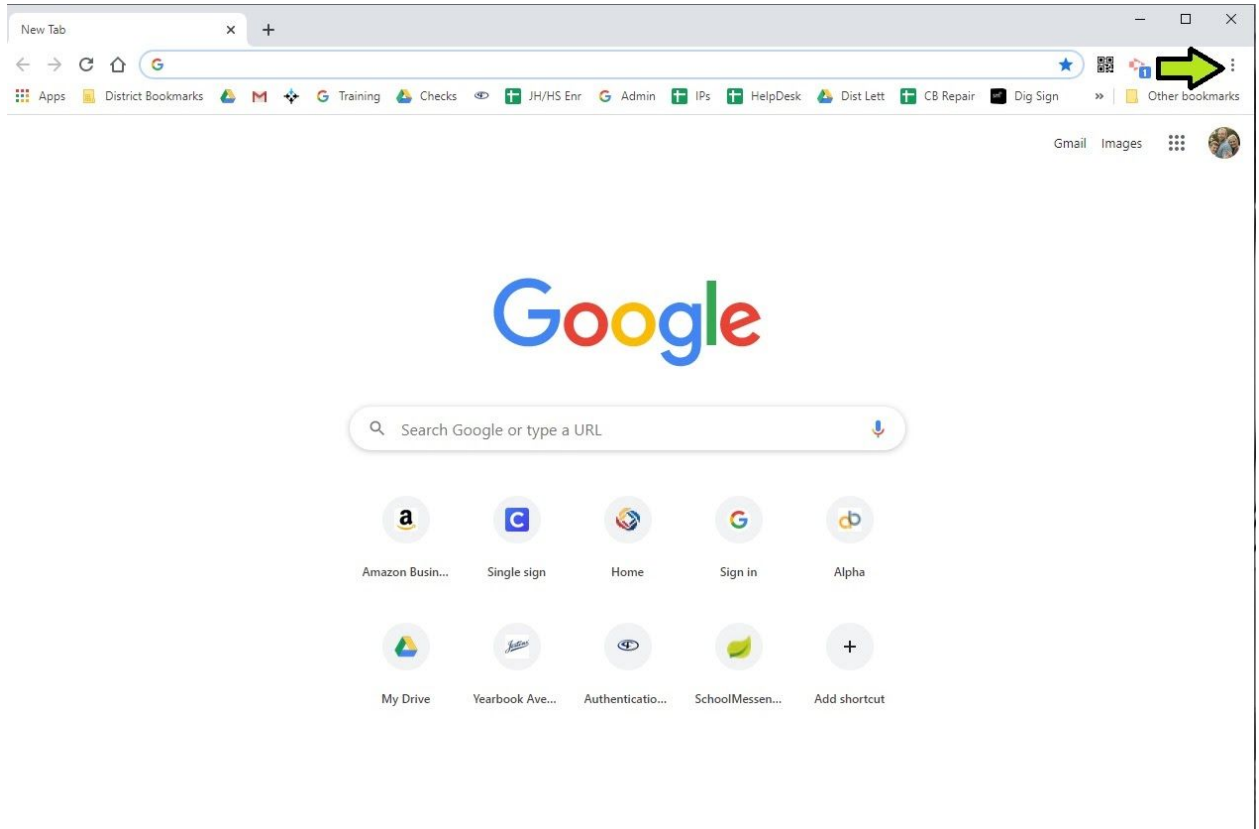 New Tab
Apps District Bookmarks Training Checks JH/HS Enr Admin IPs HelpDesk Dist Lett CB Repair Dig Sign » Other bookmarks
1
Gmail Images
Google
Search Google or type a URL
Amazon Busin... Single sign Home Sign in Alpha
Jostens
My Drive Yearbook Ave... Authenticatio... SchoolMessen... Add shortcut